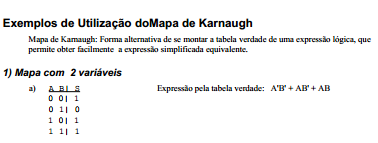 Exemplos de Utilização doMapa de Karnaugh
Mapa de Karnaugh: Forma alternativa de se montar a tabela verdade de uma expressão lógica, que
permite obter facilmente a expressão simplificada equivalente.
1) Mapa com 2 variáveis
a) A B | S Expressão pela tabela verdade: A'B' + AB' + AB
0 0 | 1
0 1 | 0
1 0 | 1
1 1 | 1